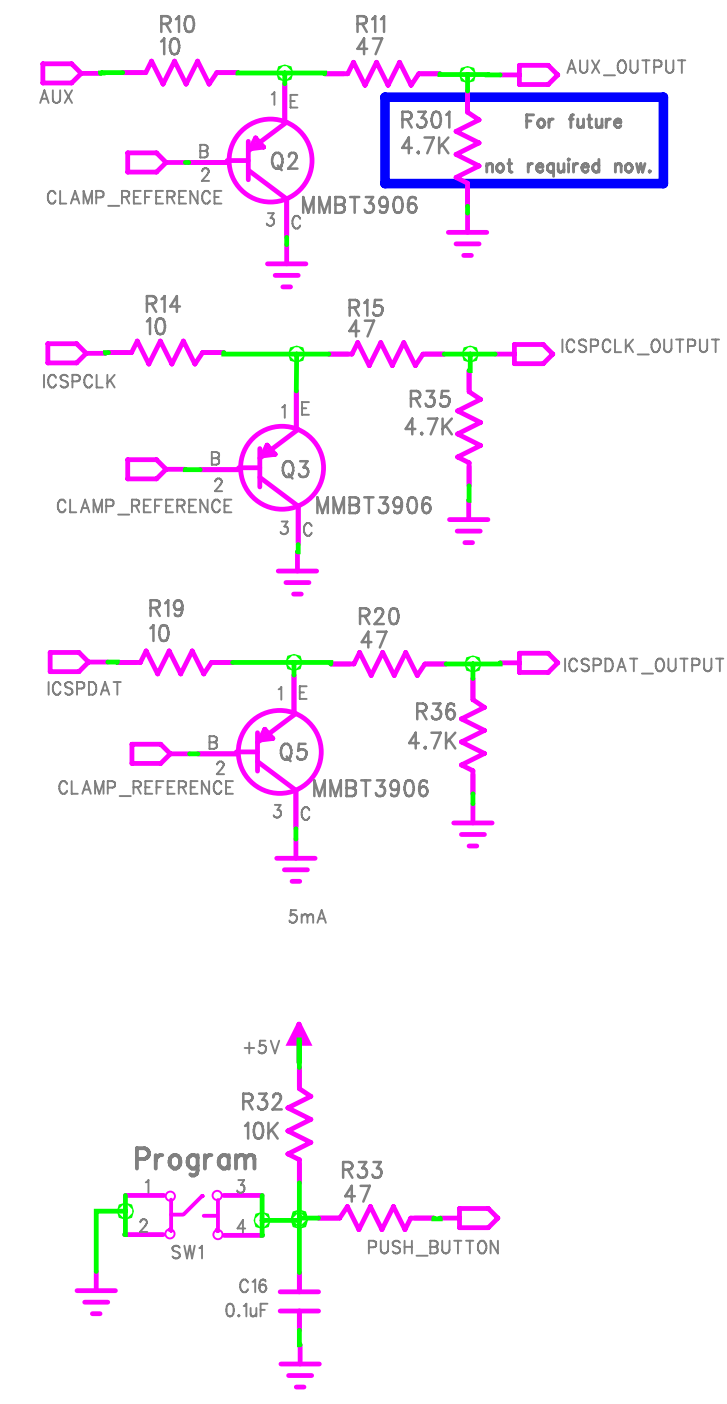 R10
10
R11
47
AUX
AUX_OUTPUT
1
E
R301
4.7K
For future
not required now.
B
2
Q2
CLAMP_REFERENCE
MMBT3906
3
C
R14
10
R15
47
ICSPCLK
ICSPCLK_OUTPUT
1
E
R35
4.7K
B
2
Q3
CLAMP_REFERENCE
MMBT3906
3
C
R19
10
R20
47
ICSPDAT
ICSPDAT_OUTPUT
1
E
R36
4.7K
B
2
Q5
CLAMP_REFERENCE
MMBT3906
3
C
5mA
+5V
R32
10K
Program
1
3
2
4
SW1
R33
47
PUSH_BUTTON
C16
0.1uF